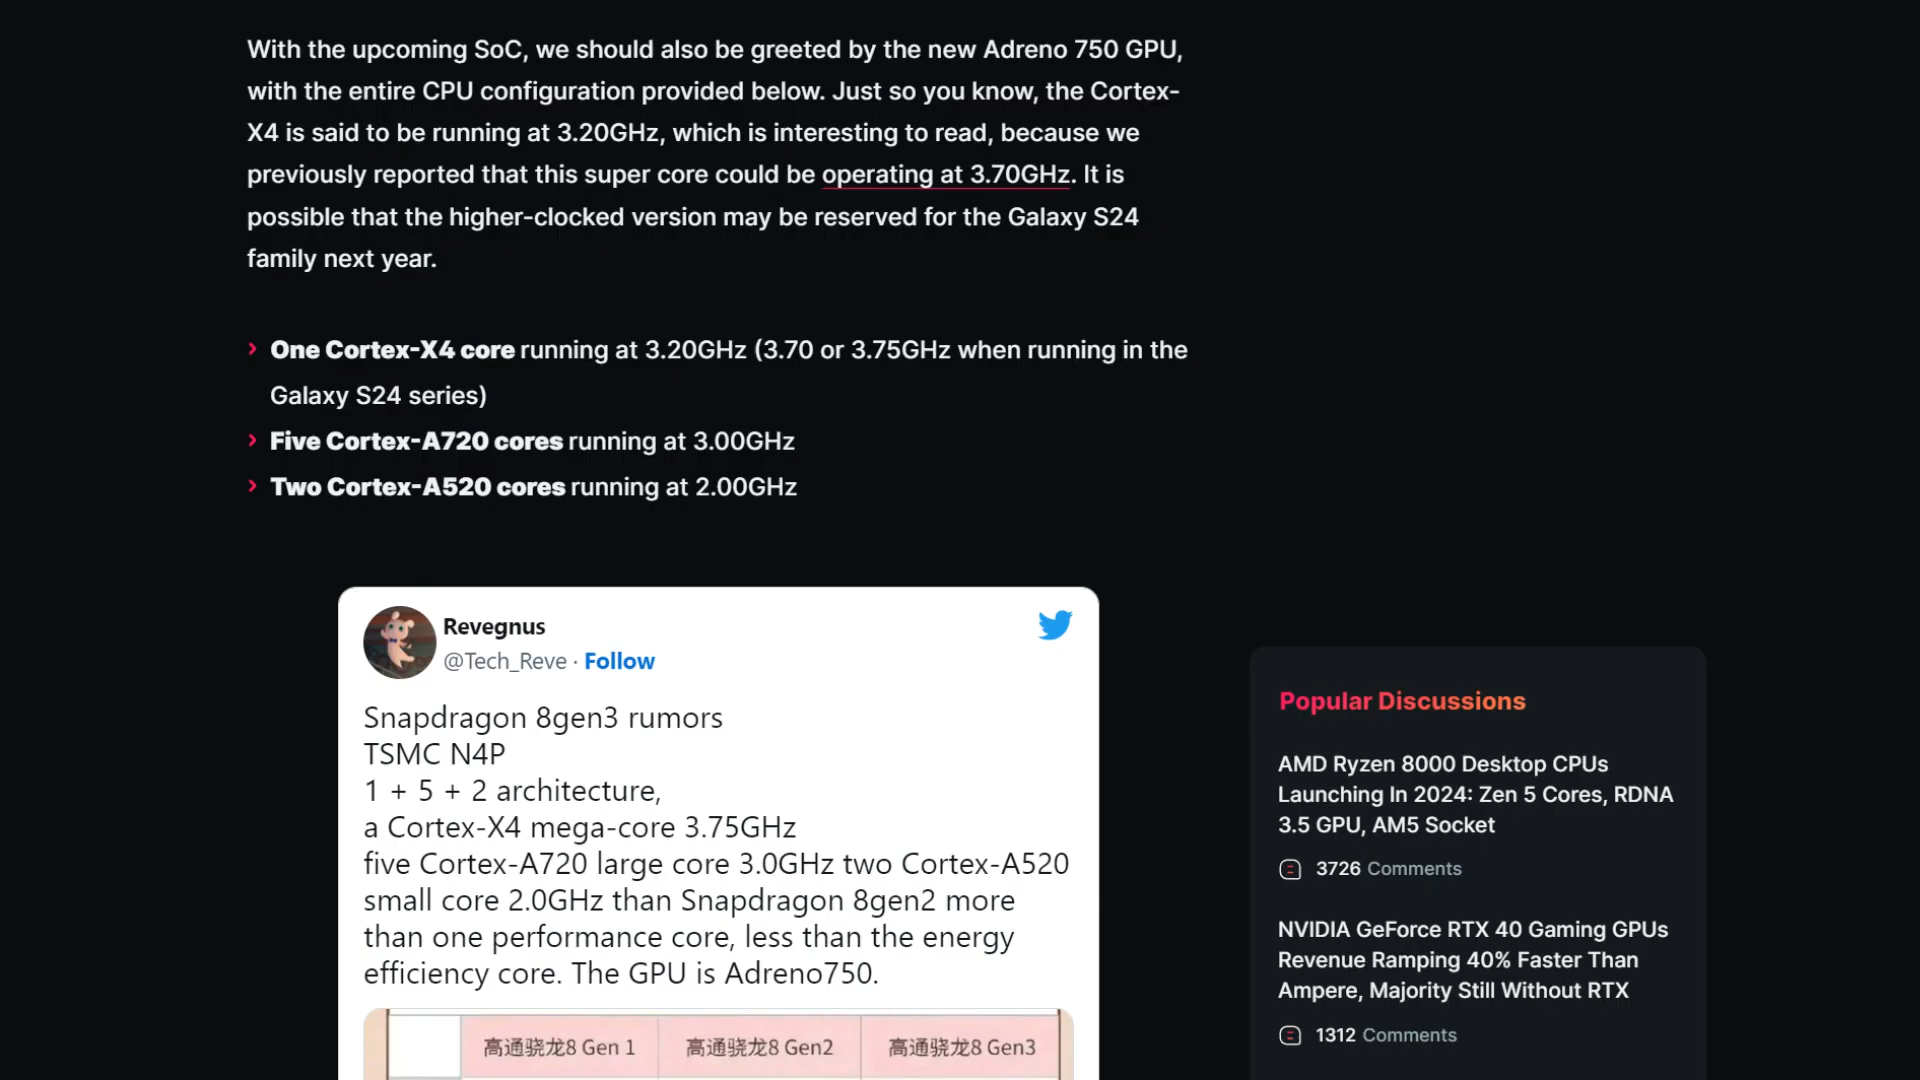 With the upcoming SoC, we should also be greeted by the new Adreno 750 GPU,
with the entire CPU configuration provided below. Just so you know, the Cortex-
X4 is said to be running at 3.20GHz, which is interesting to read, because we
previously reported that this super core could be operating at 3.70GHz. It is
possible that the higher-clocked version may be reserved for the Galaxy S24
family next year.
One Cortex-X4 core running at 3.20GHz (3.70 or 3.75GHz when running in the
Galaxy S24 series)
Five Cortex-A720 cores running at 3.00GHz
Two Cortex-A520 cores running at 2.00GHz
Revegnus
@Tech_Reve · Follow
Snapdragon 8gen3 rumors
TSMC N4P
1 + 5 + 2 architecture,
a Cortex-X4 mega-core 3.75GHz
five Cortex-A720 large core 3.0GHz two Cortex-A520
small core 2.0GHz than Snapdragon 8gen2 more
than one performance core, less than the energy
efficiency core. The GPU is Adreno750.
高通骁龙8 Gen 1 高通骁龙8 Gen2 高通骁龙8 Gen3
Popular Discussions
AMD Ryzen 8000 Desktop CPUs
Launching In 2024: Zen 5 Cores, RDNA
3.5 GPU, AM5 Socket
3726 Comments
NVIDIA GeForce RTX 40 Gaming GPUs
Revenue Ramping 40% Faster Than
Ampere, Majority Still Without RTX
1312 Comments